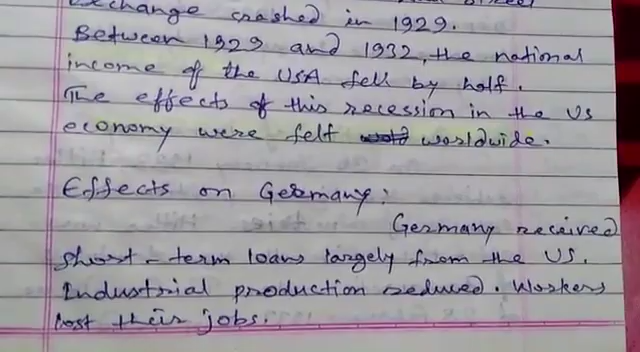 exchange crashed in 1929.
Between 1929 and 1932, the national
income of the USA fell by half.
The effects of this recession in the US
economy were felt worldwide.
Effects on Germany:
Germany received
short-term loans largely from the US.
Industrial production reduced. Workers
lost their jobs.